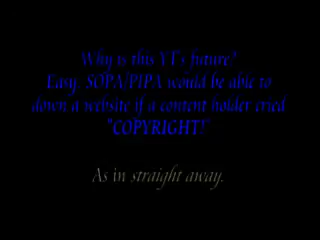 Why is this YT's future?
Easy. SOPA/PIPA would be able to
down a website if a content holder cried
"COPYRIGHT!"
As in straight away.